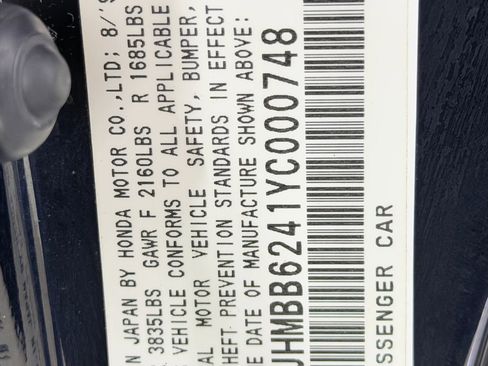 N JAPAN BY HONDA MOTOR CO.,LTD; 8/'9
3835LBS GAWR F 2160LBS R 1685LBS
VEHICLE CONFORMS TO ALL APPLICABLE
AL MOTOR VEHICLE SAFETY, BUMPER,
HEFT PREVENTION STANDARDS IN EFFECT
E DATE OF MANUFACTURE SHOWN ABOVE:
JHMBB6241YC000748
SSENGER CAR